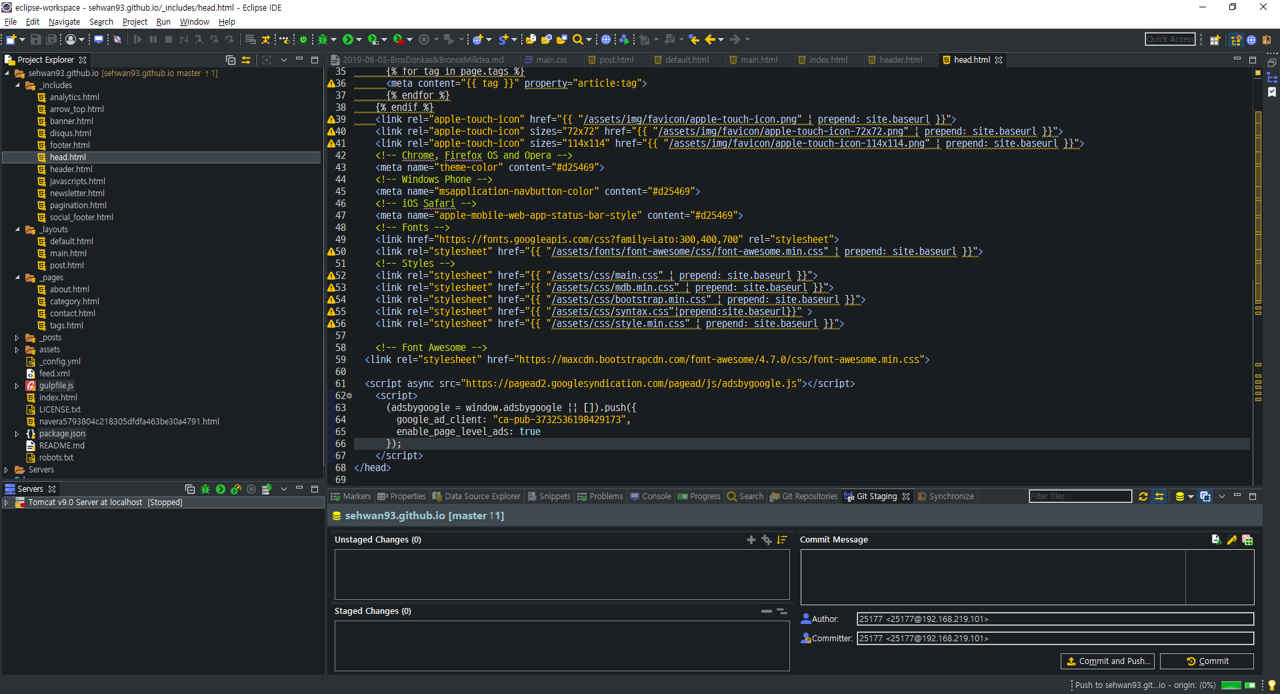 eclipse-workspace - sehwan93.github.io/_includes/head.html - Eclipse IDE
File Edit Navigate Search Project Run Window Help
Quick Access
Project Explorer
sehwan93.github.io [sehwan93.github.io master ↑1]
_includes
analytics.html
arrow_top.html
banner.html
disqus.html
footer.html
head.html
header.html
javascripts.html
newsletter.html
pagination.html
social_footer.html
_layouts
default.html
main.html
post.html
_pages
about.html
category.html
contact.html
tags.html
_posts
assets
_config.yml
feed.xml
gulpfile.js
index.html
LICENSE.txt
navera5793804c218305dfdfa463be30a4791.html
package.json
README.md
robots.txt
Servers
Servers
Tomcat v9.0 Server at localhost [Stopped]
2019-06-03-BrosDonkas&BronosMilktea.md main.css post.html default.html main.html index.html header.html head.html
35 {% for tag in page.tags %}
36 <meta content="{{ tag }}" property="article:tag">
37 {% endfor %}
38 {% endif %}
39 <link rel="apple-touch-icon" href="{{ "/assets/img/favicon/apple-touch-icon.png" | prepend: site.baseurl }}">
40 <link rel="apple-touch-icon" sizes="72x72" href="{{ "/assets/img/favicon/apple-touch-icon-72x72.png" | prepend: site.baseurl }}">
41 <link rel="apple-touch-icon" sizes="114x114" href="{{ "/assets/img/favicon/apple-touch-icon-114x114.png" | prepend: site.baseurl }}">
42 <!-- Chrome, Firefox OS and Opera -->
43 <meta name="theme-color" content="#d25469">
44 <!-- Windows Phone -->
45 <meta name="msapplication-navbutton-color" content="#d25469">
46 <!-- iOS Safari -->
47 <meta name="apple-mobile-web-app-status-bar-style" content="#d25469">
48 <!-- Fonts -->
49 <link href="https://fonts.googleapis.com/css?family=Lato:300,400,700" rel="stylesheet">
50 <link rel="stylesheet" href="{{ "/assets/fonts/font-awesome/css/font-awesome.min.css" | prepend: site.baseurl }}">
51 <!-- Styles -->
52 <link rel="stylesheet" href="{{ "/assets/css/main.css" | prepend: site.baseurl }}">
53 <link rel="stylesheet" href="{{ "/assets/css/mdb.min.css" | prepend: site.baseurl }}">
54 <link rel="stylesheet" href="{{ "/assets/css/bootstrap.min.css" | prepend: site.baseurl }}">
55 <link rel="stylesheet" href="{{ "/assets/css/syntax.css"|prepend:site.baseurl}}" >
56 <link rel="stylesheet" href="{{ "/assets/css/style.min.css" | prepend: site.baseurl }}">
57
58 <!-- Font Awesome -->
59 <link rel="stylesheet" href="https://maxcdn.bootstrapcdn.com/font-awesome/4.7.0/css/font-awesome.min.css">
60
61 <script async src="https://pagead2.googlesyndication.com/pagead/js/adsbygoogle.js"></script>
62 <script>
63 (adsbygoogle = window.adsbygoogle || []).push({
64 google_ad_client: "ca-pub-3732536198429173",
65 enable_page_level_ads: true
66 });
67 </script>
68 </head>
69
Markers Properties Data Source Explorer Snippets Problems Console Progress Search Git Repositories Git Staging Synchronize
Filter files
sehwan93.github.io [master ↑1]
Unstaged Changes (0)
Staged Changes (0)
Commit Message
Author: 25177 <25177@192.168.219.101>
Committer: 25177 <25177@192.168.219.101>
Commit and Push... Commit
Push to sehwan93.git...io - origin: (0%)